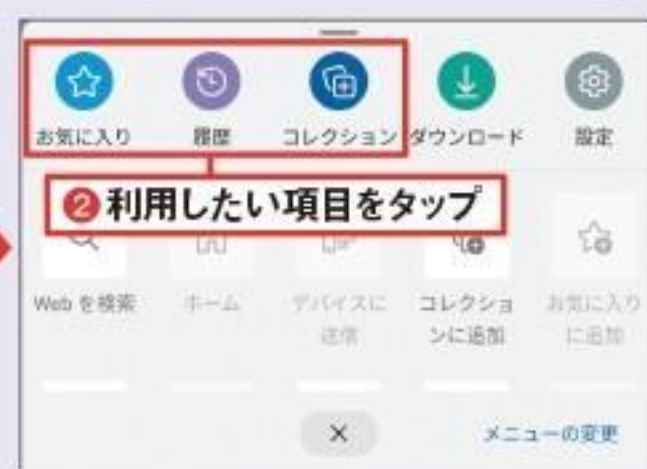 お気に入り 履歴 コレクション ダウンロード 設定
❷利用したい項目をタップ
Web を検索 ホーム デバイスに送信 コレクションに追加 お気に入りに追加
メニューの変更